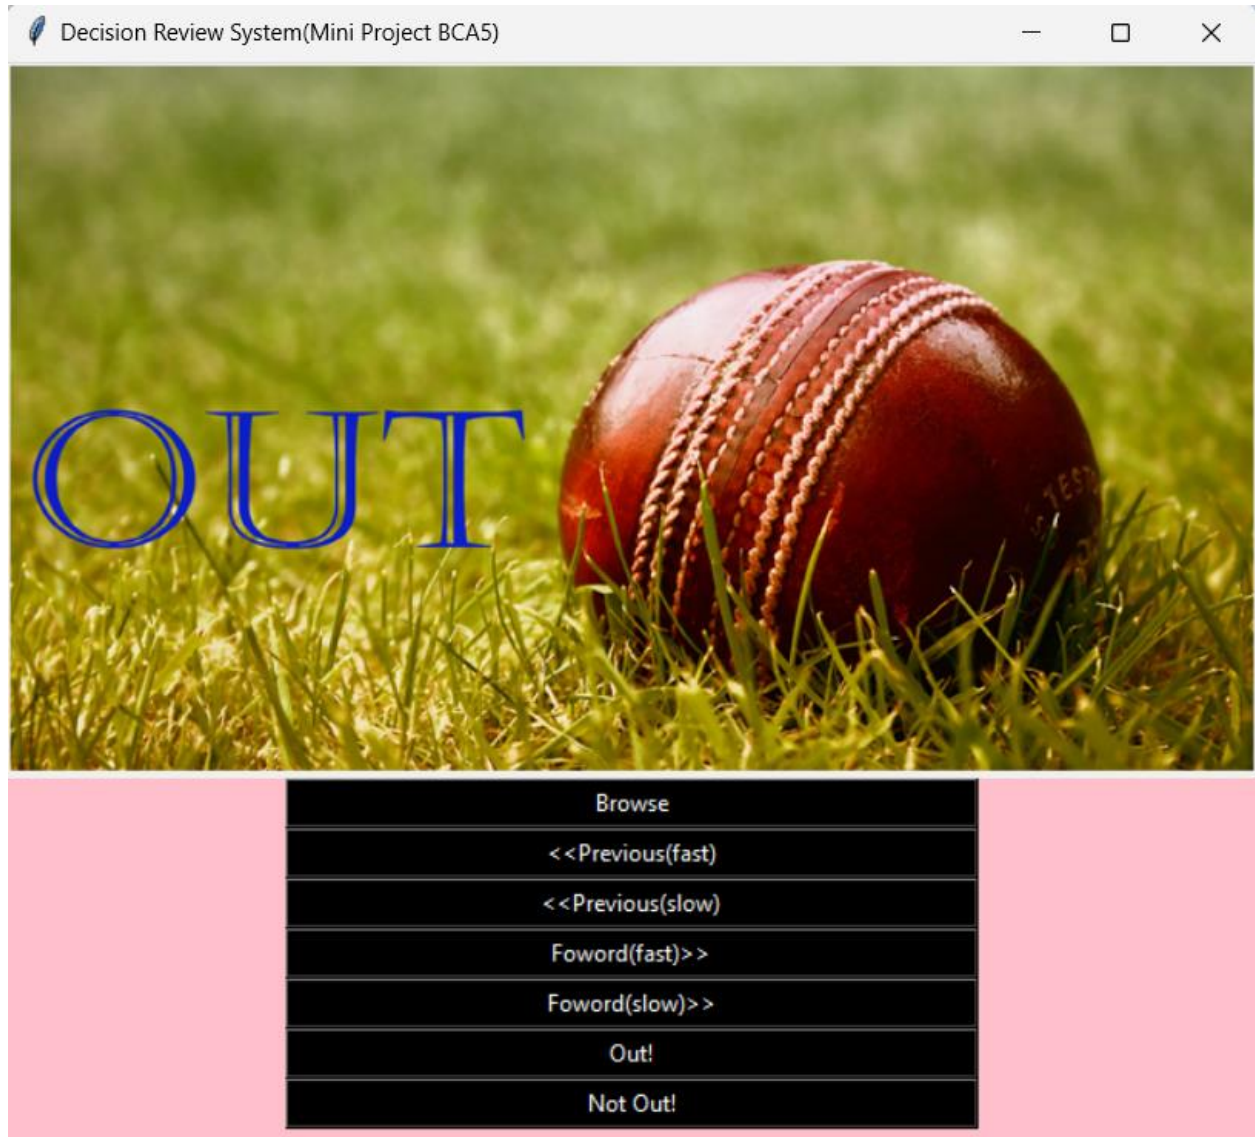 Decision Review System(Mini Project BCA5)
OUT
TEST
Browse
<<Previous(fast)
<<Previous(slow)
Foword(fast)>>
Foword(slow)>>
Out!
Not Out!